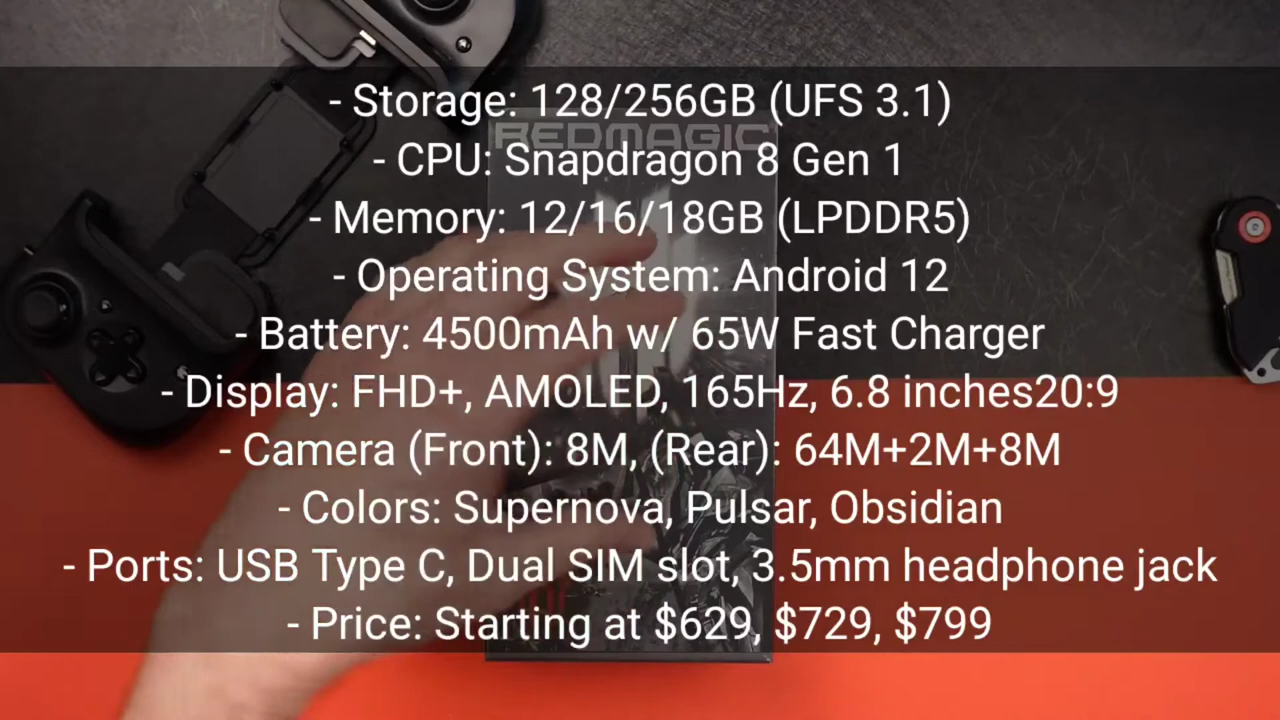 - Storage: 128/256GB (UFS 3.1)
REDMAGIC
- CPU: Snapdragon 8 Gen 1
- Memory: 12/16/18GB (LPDDR5)
- Operating System: Android 12
- Battery: 4500mAh w/ 65W Fast Charger
- Display: FHD+, AMOLED, 165Hz, 6.8 inches20:9
- Camera (Front): 8M, (Rear): 64M+2M+8M
- Colors: Supernova, Pulsar, Obsidian
- Ports: USB Type C, Dual SIM slot, 3.5mm headphone jack
- Price: Starting at $629, $729, $799